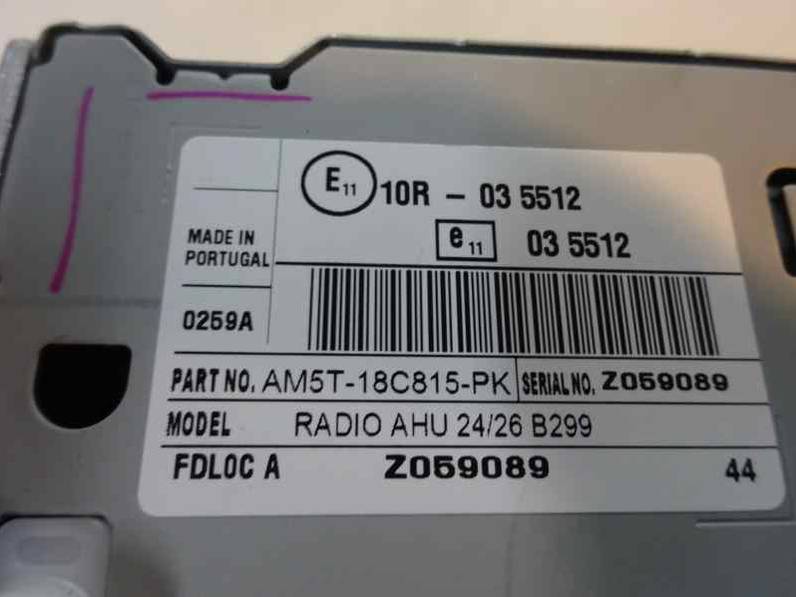 E11 10R - 03 5512
e11 03 5512
MADE IN
PORTUGAL
0259A
PART NO. AM5T-18C815-PK SERIAL NO. Z059089
MODEL RADIO AHU 24/26 B299
FDLOC A Z059089 44